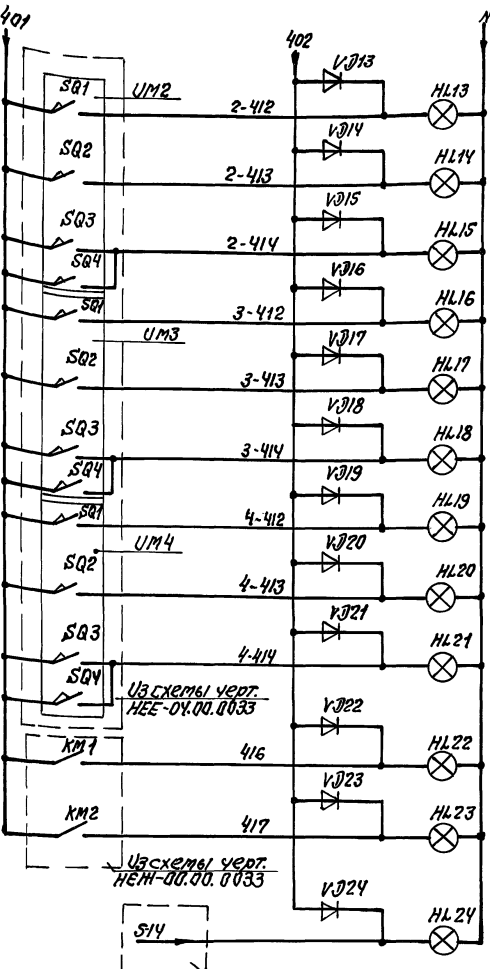 401
402
N
VD13
SQ1
UM2
HL13
2-412
VD14
SQ2
HL14
2-413
VD15
SQ3
HL15
2-414
SQ4
VD16
SQ1
HL16
3-412
UM3
VD17
SQ2
HL17
3-413
VD18
SQ3
HL18
3-414
SQ4
VD19
SQ1
HL19
4-412
UM4
VD20
SQ2
HL20
4-413
VD21
SQ3
HL21
4-414
SQ4
Из схемы черт.
НЕЕ-04.00.0033
VD22
KM1
HL22
416
VD23
KM2
HL23
417
Из схемы черт.
НЕЖ-00.00.0033
VD24
S14
HL24